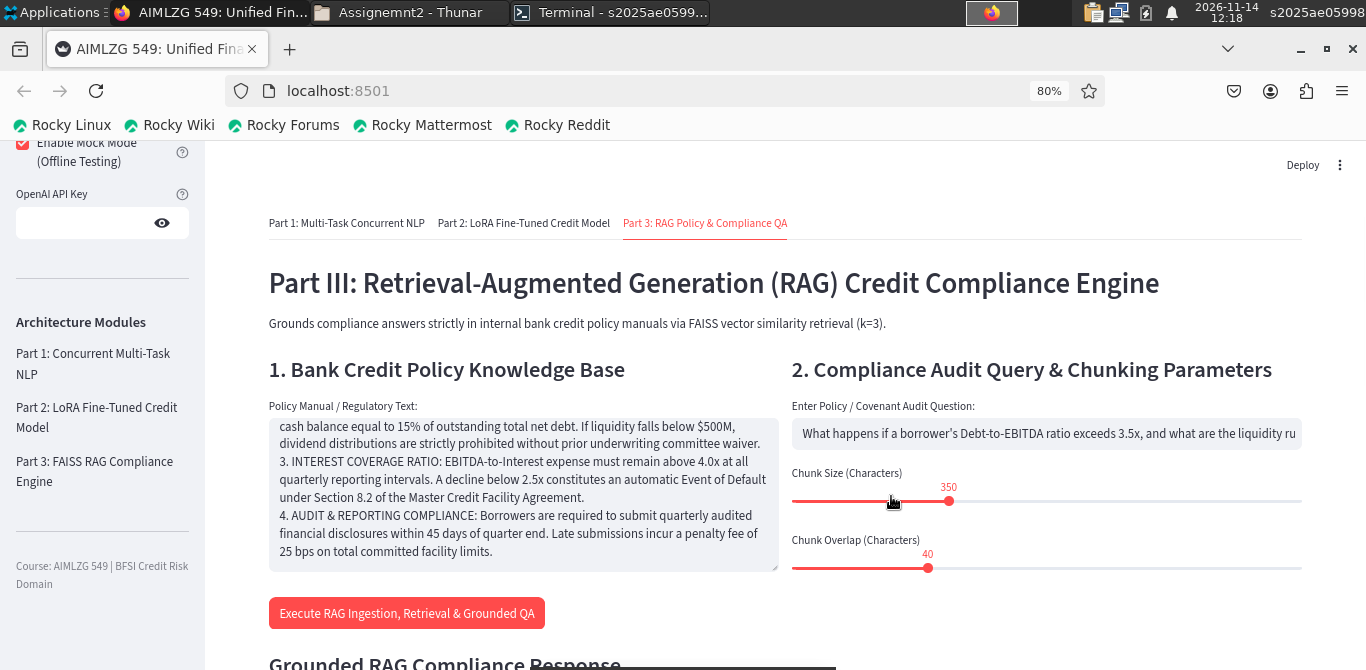 Applications
AIMLZG 549: Unified Fin...
Assignemnt2 - Thunar
Terminal - s2025ae0599...
2026-11-14
12:18
s2025ae05998
AIMLZG 549: Unified Fina
localhost:8501
80%
Rocky Linux
Rocky Wiki
Rocky Forums
Rocky Mattermost
Rocky Reddit
Enable Mock Mode
(Offline Testing)
OpenAI API Key
Architecture Modules
Part 1: Concurrent Multi-Task
NLP
Part 2: LoRA Fine-Tuned Credit
Model
Part 3: FAISS RAG Compliance
Engine
Course: AIMLZG 549 | BFSI Credit Risk
Domain
Deploy
Part 1: Multi-Task Concurrent NLP
Part 2: LoRA Fine-Tuned Credit Model
Part 3: RAG Policy & Compliance QA
Part III: Retrieval-Augmented Generation (RAG) Credit Compliance Engine
Grounds compliance answers strictly in internal bank credit policy manuals via FAISS vector similarity retrieval (k=3).
1. Bank Credit Policy Knowledge Base
Policy Manual / Regulatory Text:
cash balance equal to 15% of outstanding total net debt. If liquidity falls below $500M,
dividend distributions are strictly prohibited without prior underwriting committee waiver.
3. INTEREST COVERAGE RATIO: EBITDA-to-Interest expense must remain above 4.0x at all
quarterly reporting intervals. A decline below 2.5x constitutes an automatic Event of Default
under Section 8.2 of the Master Credit Facility Agreement.
4. AUDIT & REPORTING COMPLIANCE: Borrowers are required to submit quarterly audited
financial disclosures within 45 days of quarter end. Late submissions incur a penalty fee of
25 bps on total committed facility limits.
2. Compliance Audit Query & Chunking Parameters
Enter Policy / Covenant Audit Question:
What happens if a borrower's Debt-to-EBITDA ratio exceeds 3.5x, and what are the liquidity ru
Chunk Size (Characters)
350
Chunk Overlap (Characters)
40
Execute RAG Ingestion, Retrieval & Grounded QA
Grounded RAG Compliance Response